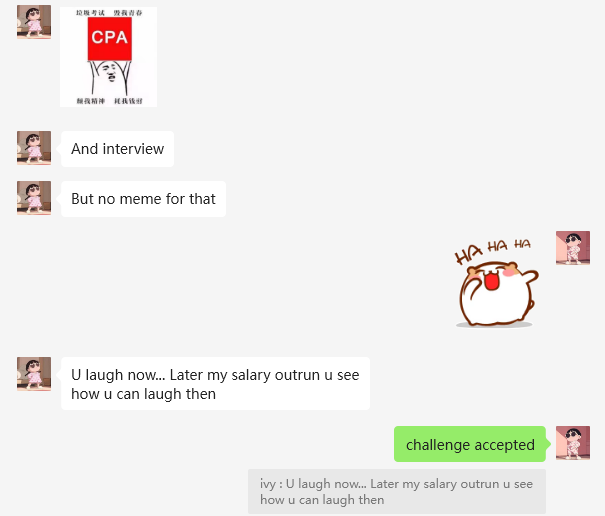 垃圾考试 毁我青春
CPA
颓我精神 耗我钱财
And interview
But no meme for that
HA HA HA
U laugh now... Later my salary outrun u see
how u can laugh then
challenge accepted
ivy : U laugh now... Later my salary outrun u see
how u can laugh then